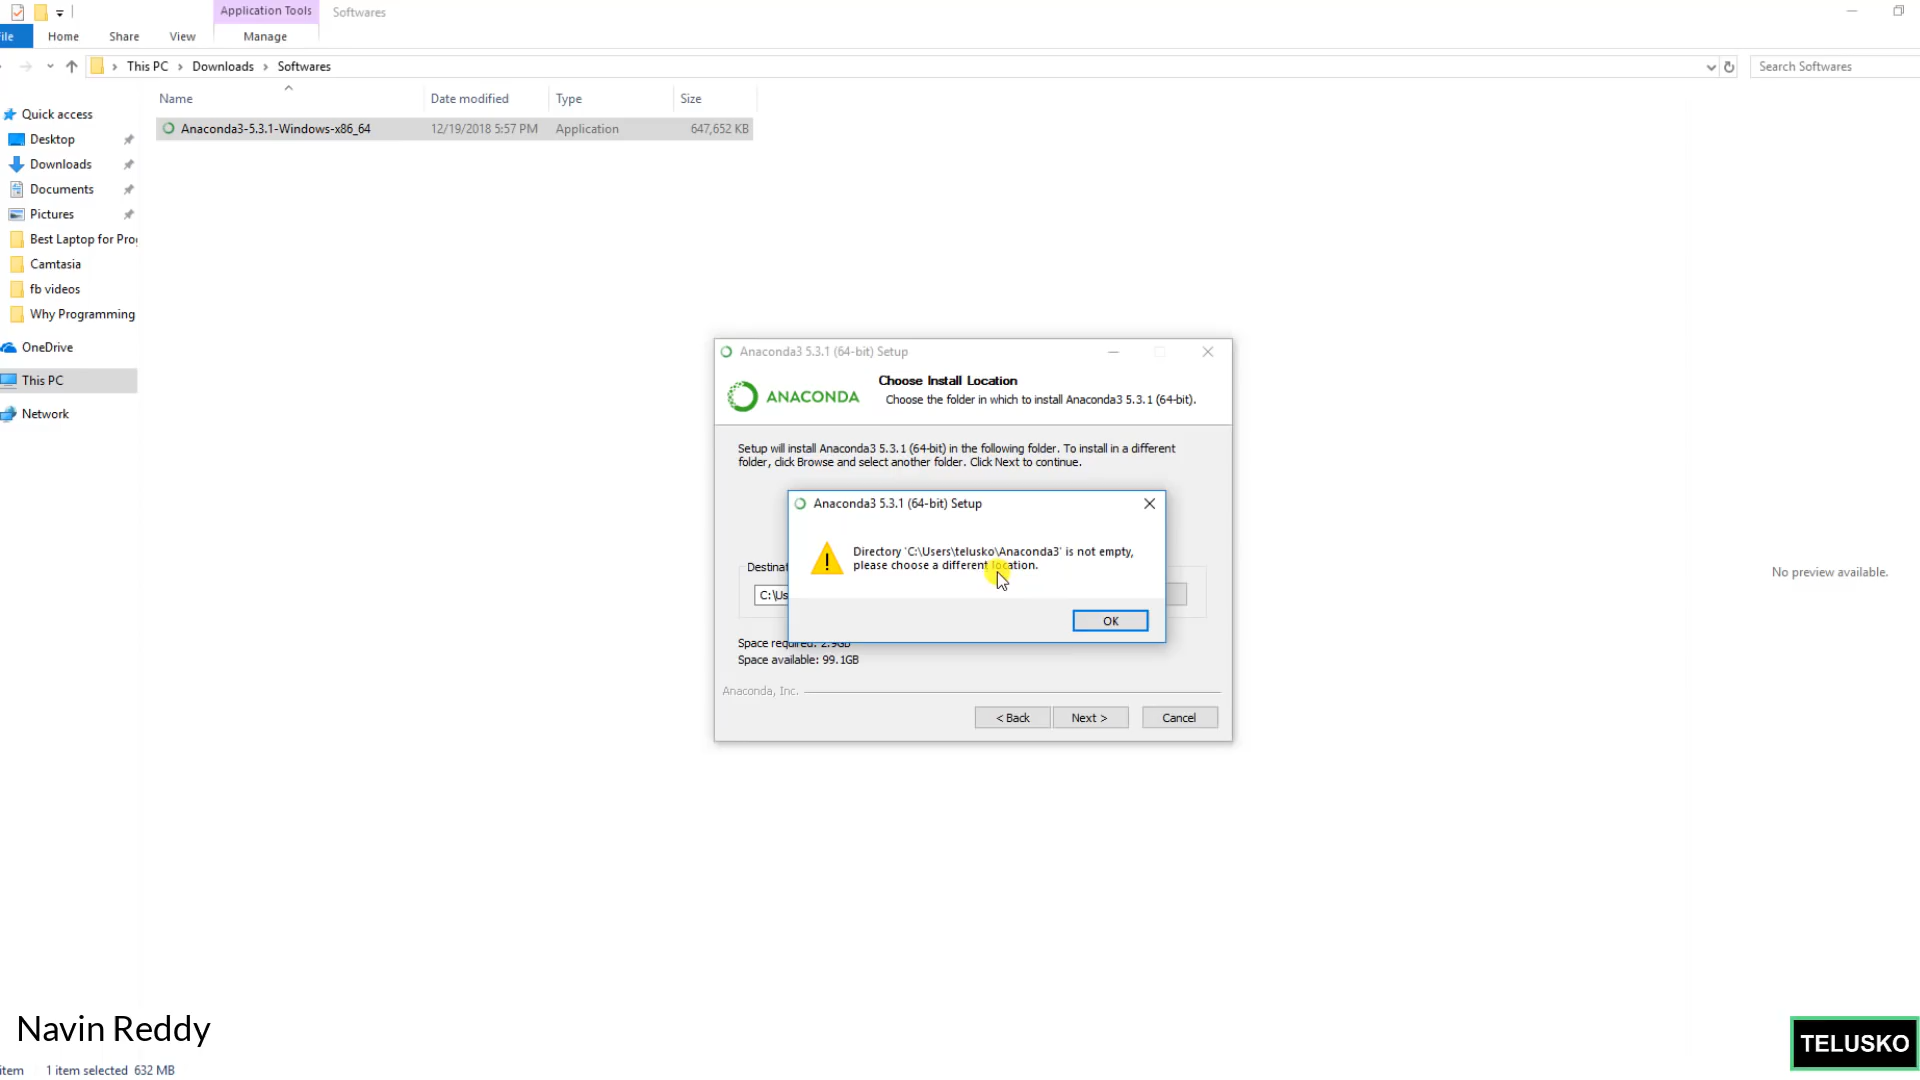 Application Tools
Softwares
ile
Home
Share
View
Manage
This PC
Downloads
Softwares
Search Softwares
Name
Date modified
Type
Size
Anaconda3-5.3.1-Windows-x86_64
12/19/2018 5:57 PM
Application
647,652 KB
Quick access
Desktop
Downloads
Documents
Pictures
Best Laptop for Pro
Camtasia
fb videos
Why Programming
OneDrive
This PC
Network
Anaconda3 5.3.1 (64-bit) Setup
ANACONDA
Choose Install Location
Choose the folder in which to install Anaconda3 5.3.1 (64-bit).
Setup will install Anaconda3 5.3.1 (64-bit) in the following folder. To install in a different
folder, click Browse and select another folder. Click Next to continue.
Anaconda3 5.3.1 (64-bit) Setup
Directory 'C:\Users\telusko\Anaconda3' is not empty,
please choose a different location.
OK
Destinat
C:\Us
Space required: 2.9GB
Space available: 99.1GB
Anaconda, Inc.
< Back
Next >
Cancel
No preview available.
Navin Reddy
TELUSKO
item
1 item selected 632 MB